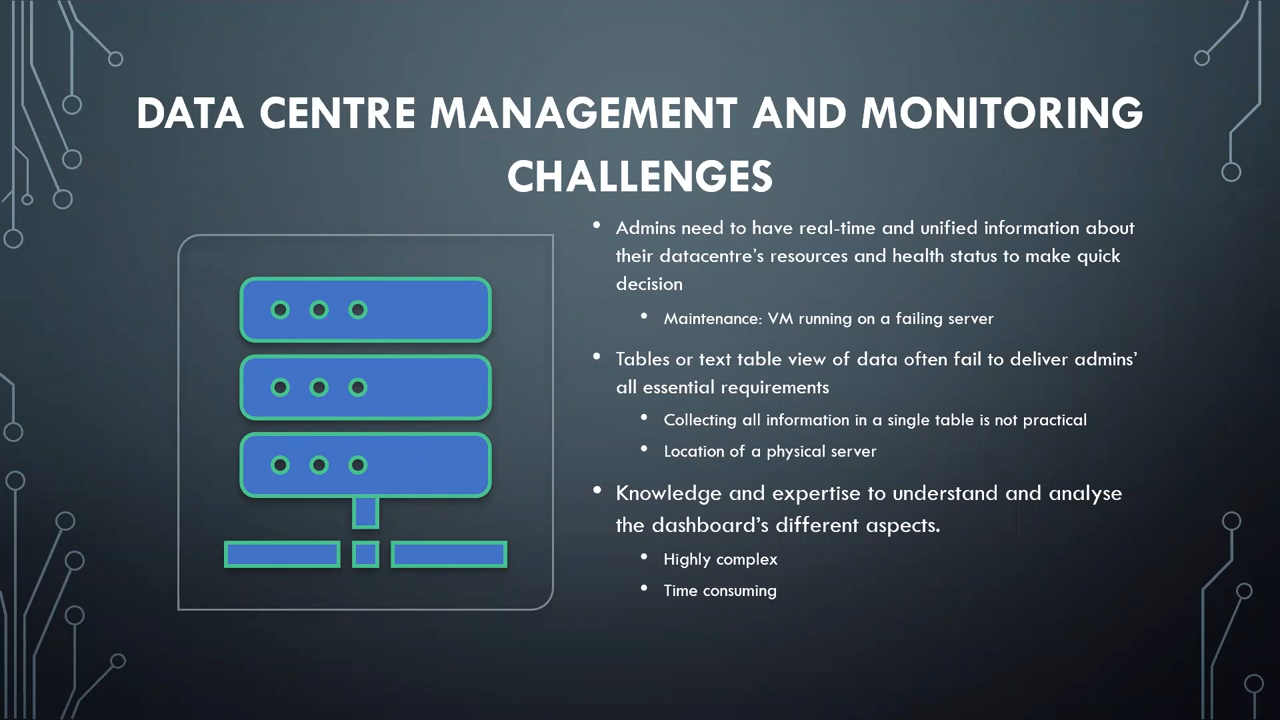 DATA CENTRE MANAGEMENT AND MONITORING
CHALLENGES
• Admins need to have real-time and unified information about
their datacentre's resources and health status to make quick
decision
• Maintenance: VM running on a failing server
• Tables or text table view of data often fail to deliver admins'
all essential requirements
• Collecting all information in a single table is not practical
• Location of a physical server
• Knowledge and expertise to understand and analyse
the dashboard's different aspects.
• Highly complex
• Time consuming